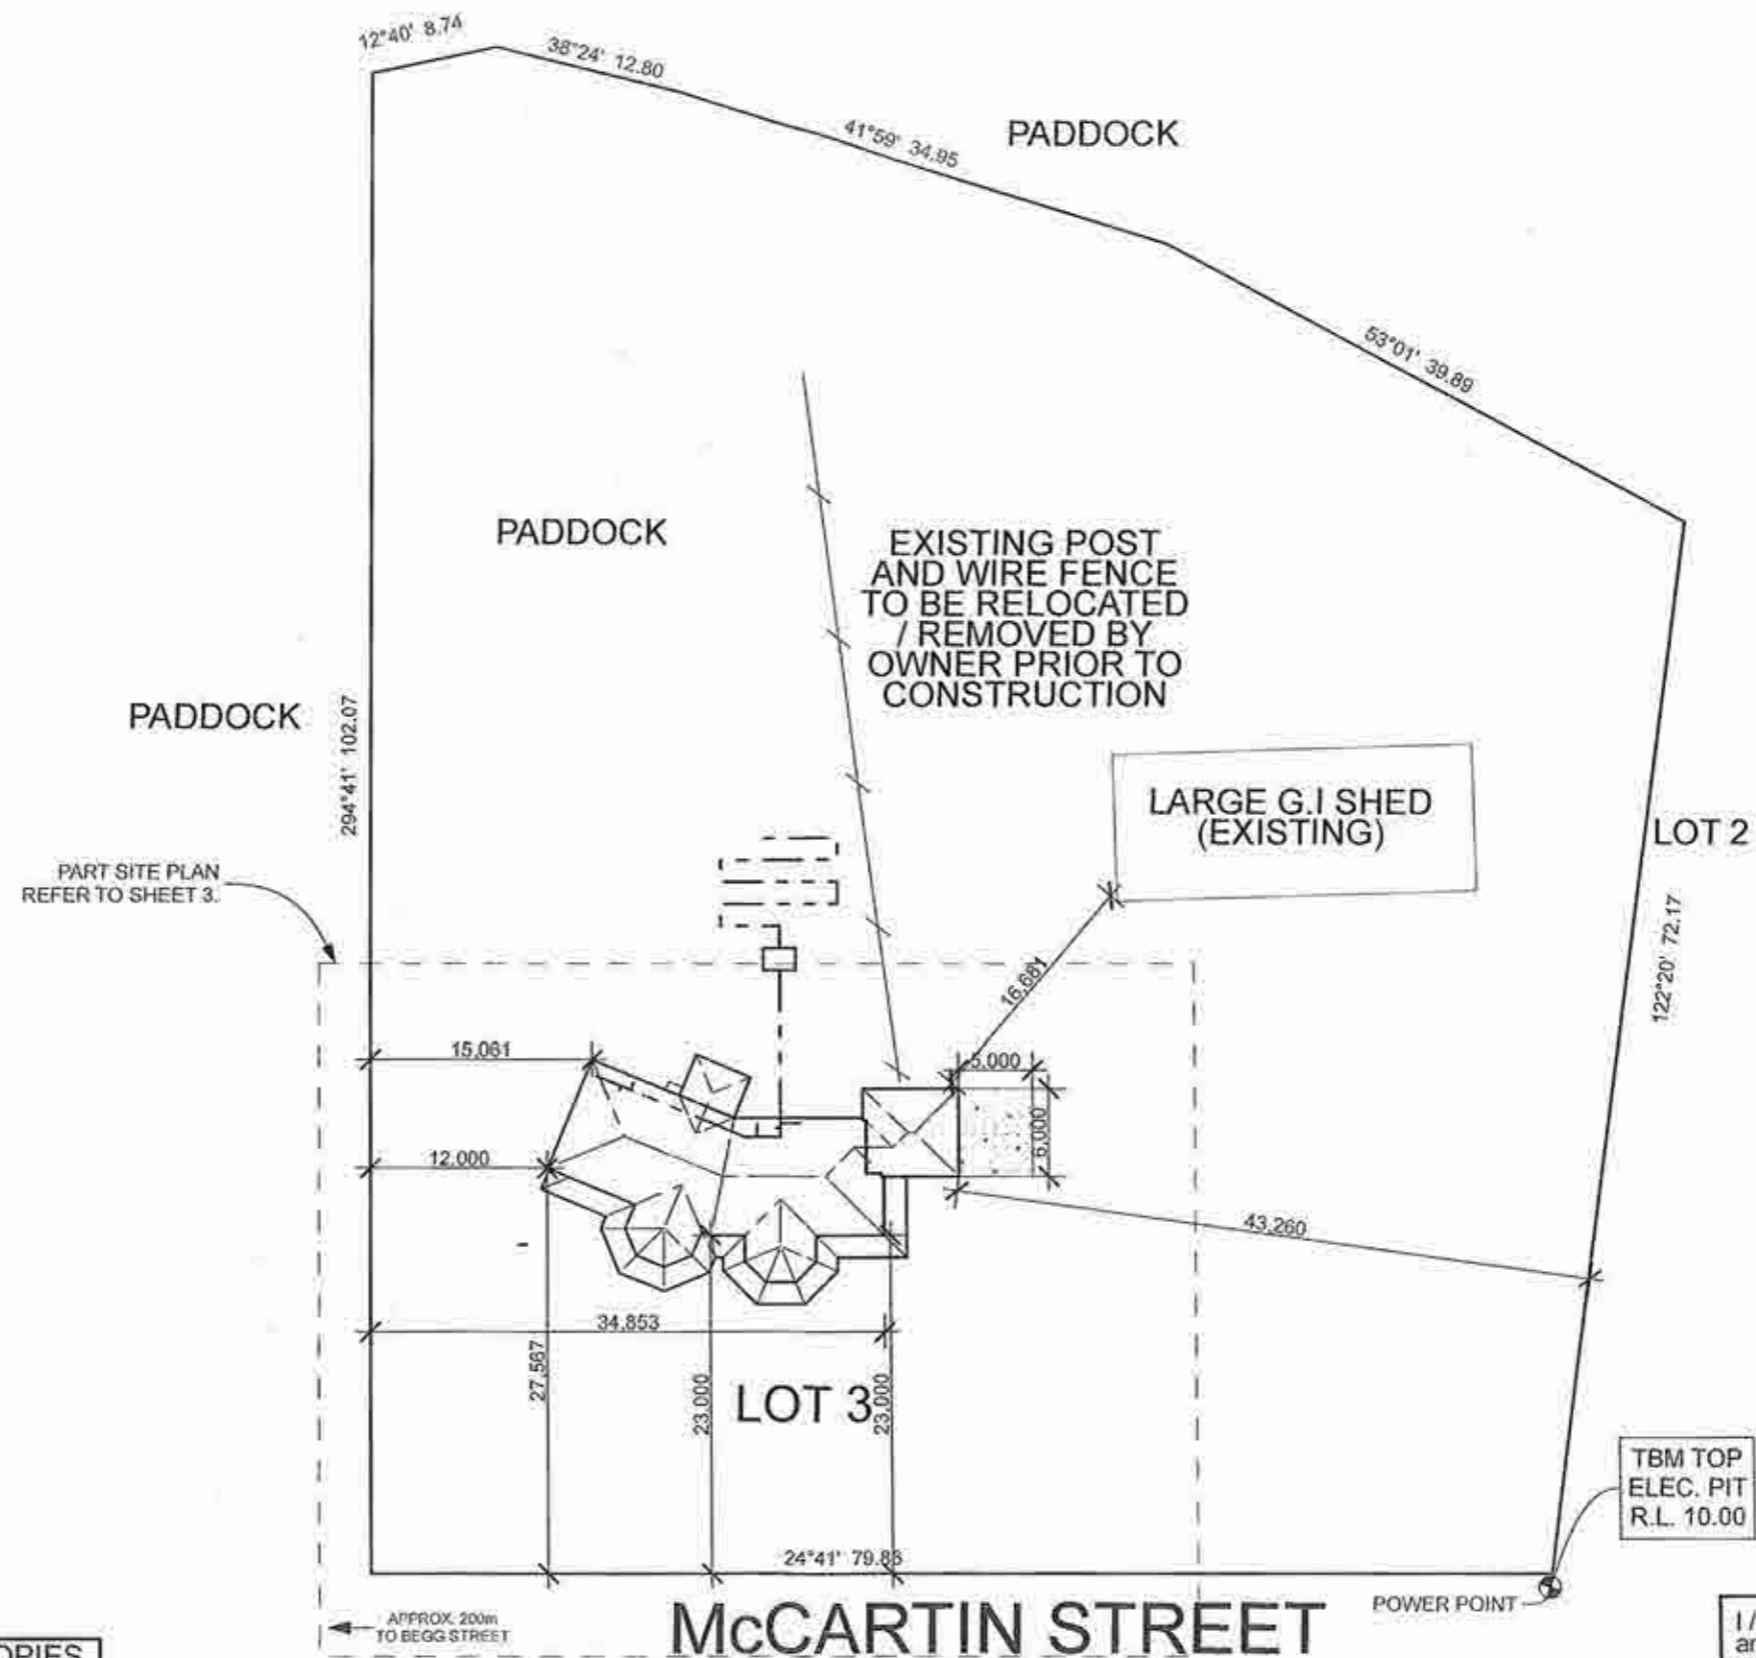 12°40' 8.74
38°24' 12.80
41°59' 34.95
PADDOCK
53°01' 39.89
PADDOCK
EXISTING POST
AND WIRE FENCE
TO BE RELOCATED
/ REMOVED BY
OWNER PRIOR TO
CONSTRUCTION
PADDOCK
294°41' 102.07
LARGE G.I SHED
(EXISTING)
LOT 2
PART SITE PLAN
REFER TO SHEET 3.
122°20' 72.17
16,681
15,061
5,000
6,000
12,000
43,260
34,853
27,567
23,000
LOT 3
23,000
TBM TOP
ELEC. PIT
R.L. 10.00
24°41' 79.83
POWER POINT
APPROX. 200m
TO BEGG STREET
McCARTIN STREET